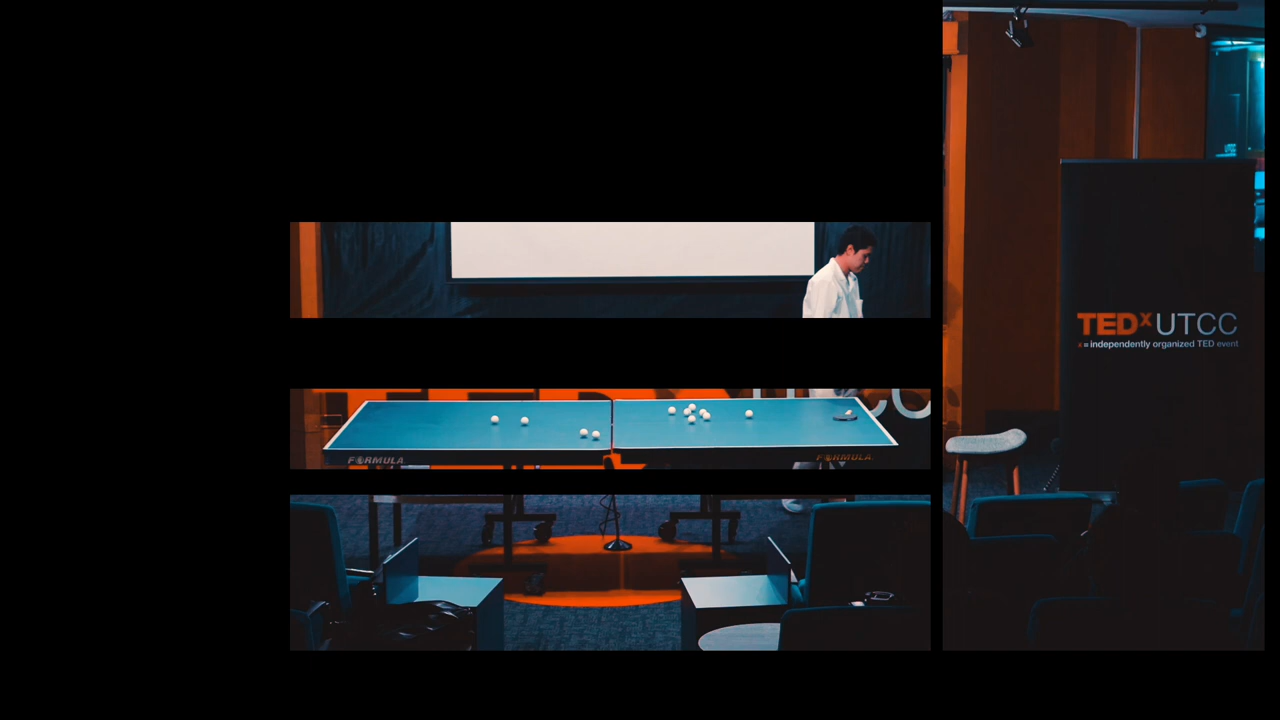 FORMULA
FORMULA
TEDxUTCC
x = independently organized TED event